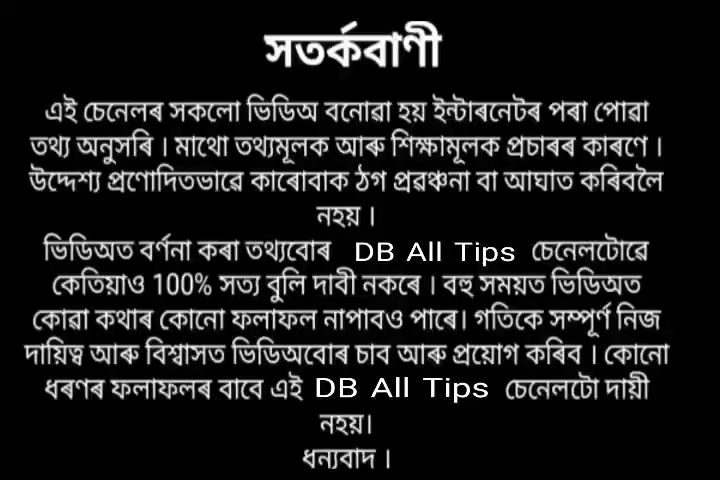 সতৰ্কবাণী
এই চেনেলৰ সকলো ভিডিঅ বনোৱা হয় ইন্টাৰনেটৰ পৰা পোৱা
তথ্য অনুসৰি । মাথো তথ্যমূলক আৰু শিক্ষামূলক প্ৰচাৰৰ কাৰণে ।
উদ্দেশ্য প্ৰণোদিতভাৱে কাৰোবাক ঠগ প্ৰৱঞ্চনা বা আঘাত কৰিবলৈ
নহয় ।
ভিডিঅত বৰ্ণনা কৰা তথ্যবোৰ DB All Tips চেনেলটোৱে
কেতিয়াও 100% সত্য বুলি দাবী নকৰে । বহু সময়ত ভিডিঅত
কোৱা কথাৰ কোনো ফলাফল নাপাবও পাৰে। গতিকে সম্পূৰ্ণ নিজ
দায়িত্ব আৰু বিশ্বাসত ভিডিঅবোৰ চাব আৰু প্ৰয়োগ কৰিব । কোনো
ধৰণৰ ফলাফলৰ বাবে এই DB All Tips চেনেলটো দায়ী
নহয়।
ধন্যবাদ ।